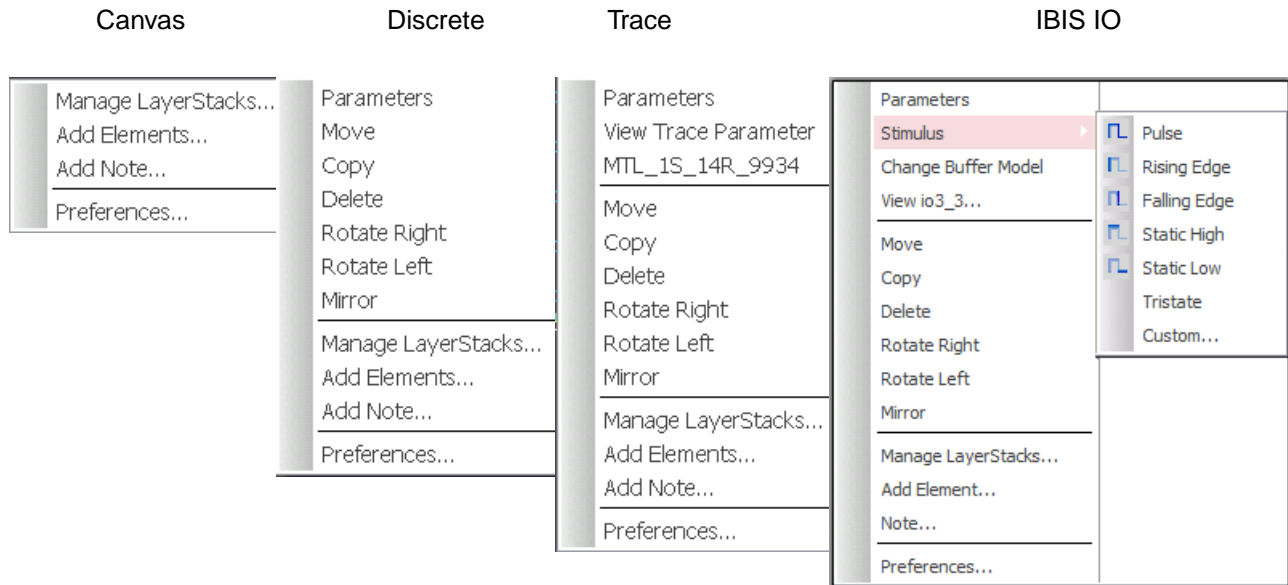 Canvas
Discrete
Trace
IBIS IO
Manage LayerStacks...
Add Elements...
Add Note...
Preferences...
Parameters
Move
Copy
Delete
Rotate Right
Rotate Left
Mirror
Manage LayerStacks...
Add Elements...
Add Note...
Preferences...
Parameters
View Trace Parameter
MTL_1S_14R_9934
Move
Copy
Delete
Rotate Right
Rotate Left
Mirror
Manage LayerStacks...
Add Elements...
Add Note...
Preferences...
Parameters
Stimulus
Change Buffer Model
View io3_3...
Move
Copy
Delete
Rotate Right
Rotate Left
Mirror
Manage LayerStacks...
Add Element...
Note...
Preferences...
Pulse
Rising Edge
Falling Edge
Static High
Static Low
Tristate
Custom...